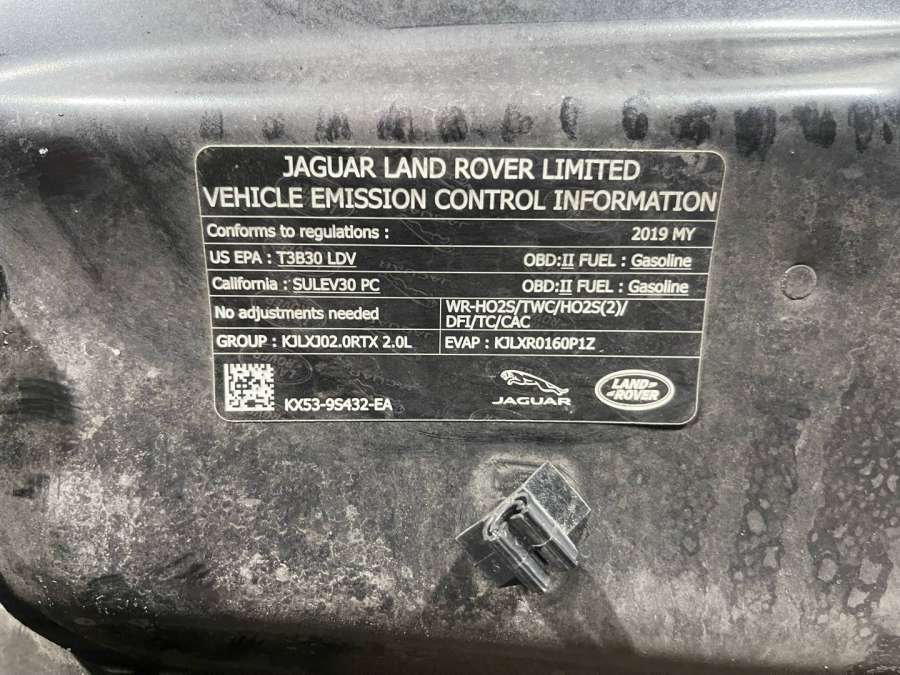 JAGUAR LAND ROVER LIMITED
VEHICLE EMISSION CONTROL INFORMATION
Conforms to regulations : 2019 MY
US EPA : T3B30 LDV OBD:II FUEL : Gasoline
California : SULEV30 PC OBD:II FUEL : Gasoline
No adjustments needed WR-HO2S/TWC/HO2S(2)/
DFI/TC/CAC
GROUP : KJLXJ02.0RTX 2.0L EVAP : KJLXR0160P1Z
KX53-9S432-EA JAGUAR LAND ROVER